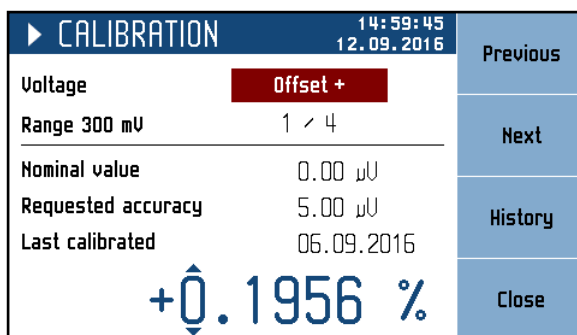 ▶ CALIBRATION 14:59:45
12.09.2016
Voltage Offset +
Range 300 mV 1 / 4
Nominal value 0.00 µV
Requested accuracy 5.00 µV
Last calibrated 06.09.2016
+0.1956 %
Previous
Next
History
Close